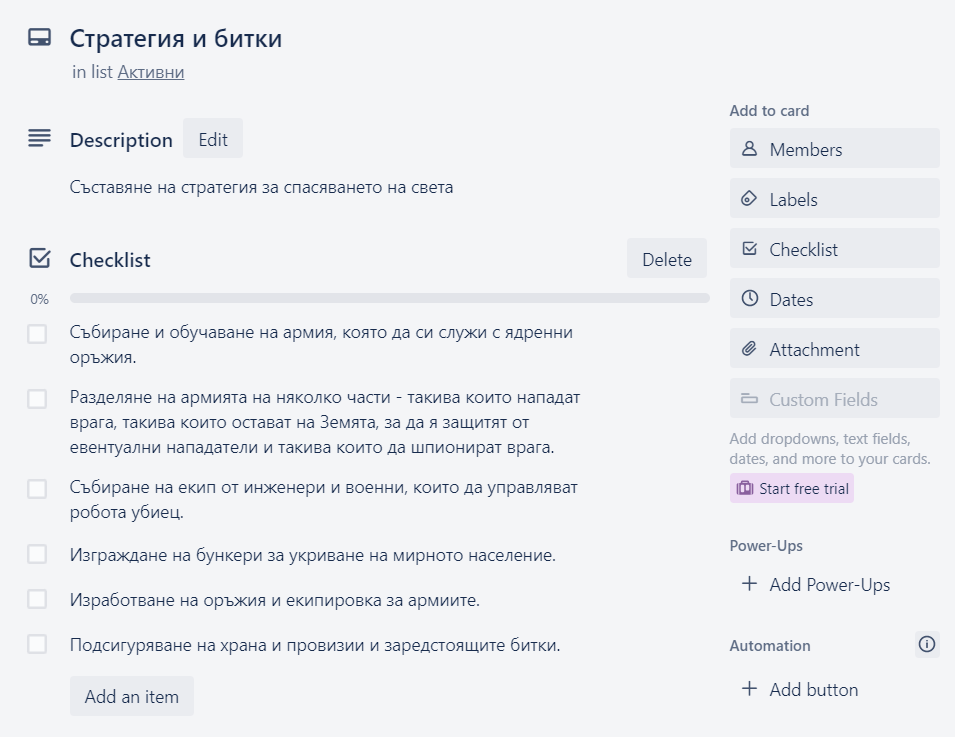 Стратегия и битки
in list Активни
Description
Edit
Съставяне на стратегия за спасяването на света
Checklist
Delete
0%
Събиране и обучаване на армия, която да си служи с ядренни
оръжия.
Разделяне на армията на няколко части - такива които нападат
врага, такива които остават на Земята, за да я защитят от
евентуални нападатели и такива които да шпионират врага.
Събиране на екип от инженери и военни, които да управляват
робота убиец.
Изграждане на бункери за укриване на мирното население.
Изработване на оръжия и екипировка за армиите.
Подсигуряване на храна и провизии и заредстоящите битки.
Add an item
Add to card
Members
Labels
Checklist
Dates
Attachment
Custom Fields
Add dropdowns, text fields,
dates, and more to your cards.
Start free trial
Power-Ups
Add Power-Ups
Automation
Add button